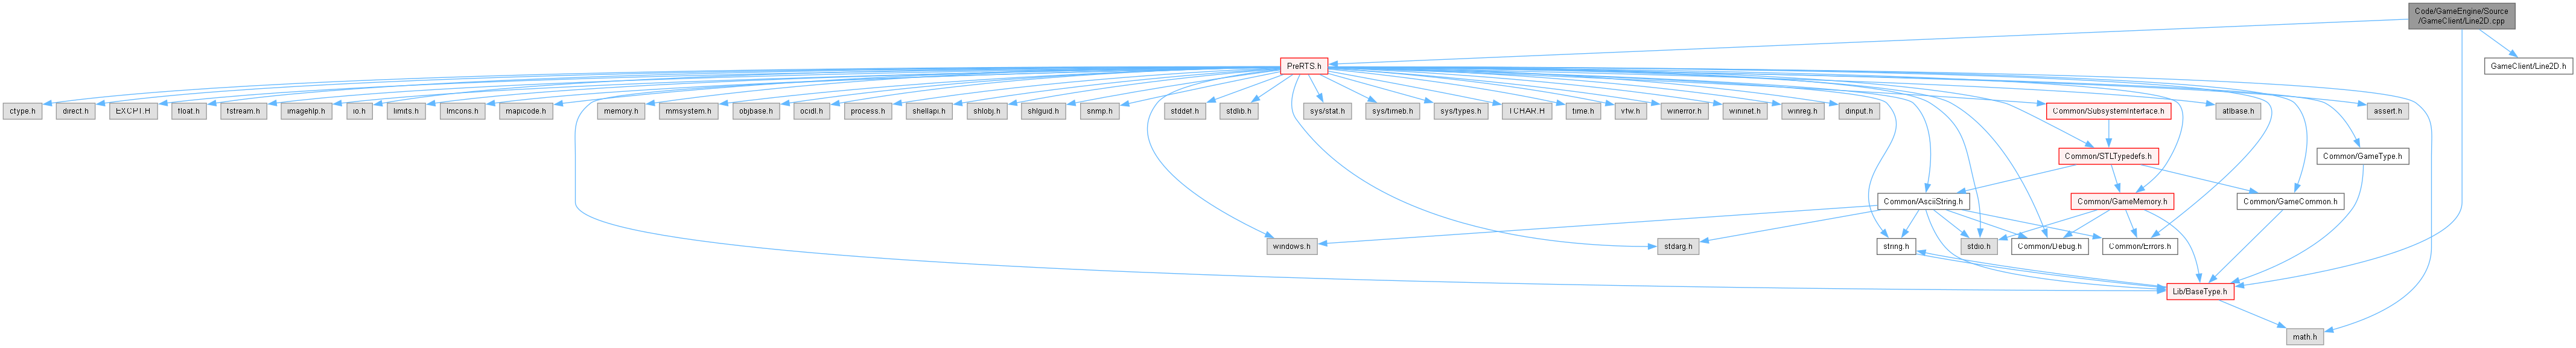 Code/GameEngine/Source
/GameClient/Line2D.cpp
PreRTS.h
GameClient/Line2D.h
ctype.h
direct.h
EXCPT.H
float.h
fstream.h
imagehlp.h
io.h
limits.h
lmcons.h
mapicode.h
memory.h
mmsystem.h
objbase.h
ocidl.h
process.h
shellapi.h
shlobj.h
shlguid.h
snmp.h
stddef.h
stdlib.h
sys/stat.h
sys/timeb.h
sys/types.h
TCHAR.H
time.h
vfw.h
winerror.h
wininet.h
winreg.h
dinput.h
Common/SubsystemInterface.h
atlbase.h
assert.h
Common/STLTypedefs.h
Common/GameType.h
Common/AsciiString.h
Common/GameMemory.h
Common/GameCommon.h
windows.h
stdarg.h
string.h
stdio.h
Common/Debug.h
Common/Errors.h
Lib/BaseType.h
math.h